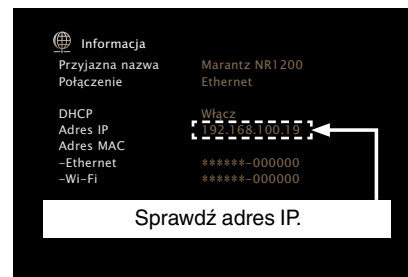 Informacja
Przyjazna nazwa Marantz NR1200
Połączenie Ethernet
DHCP Włącz
Adres IP 192.168.100.19
Adres MAC
-Ethernet ******-000000
-Wi-Fi ******-000000
Sprawdź adres IP.